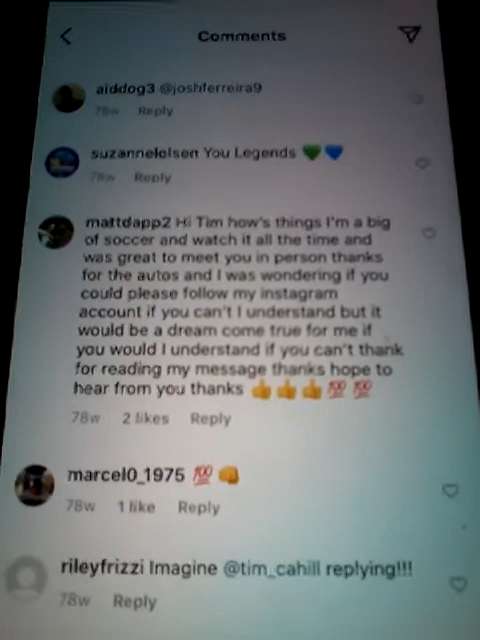 Comments
aiddog3 @joshferreira9
78w Reply
suzannelolsen You Legends 💚💙
78w Reply
mattdapp2 Hi Tim how's things I'm a big
of soccer and watch it all the time and
was great to meet you in person thanks
for the autos and I was wondering if you
could please follow my instagram
account if you can't I understand but it
would be a dream come true for me if
you would I understand if you can't thank
for reading my message thanks hope to
hear from you thanks 👍👍👍💯💯
78w 2 likes Reply
marcel0_1975 💯👊
78w 1 like Reply
rileyfrizzi Imagine @tim_cahill replying!!!
78w Reply